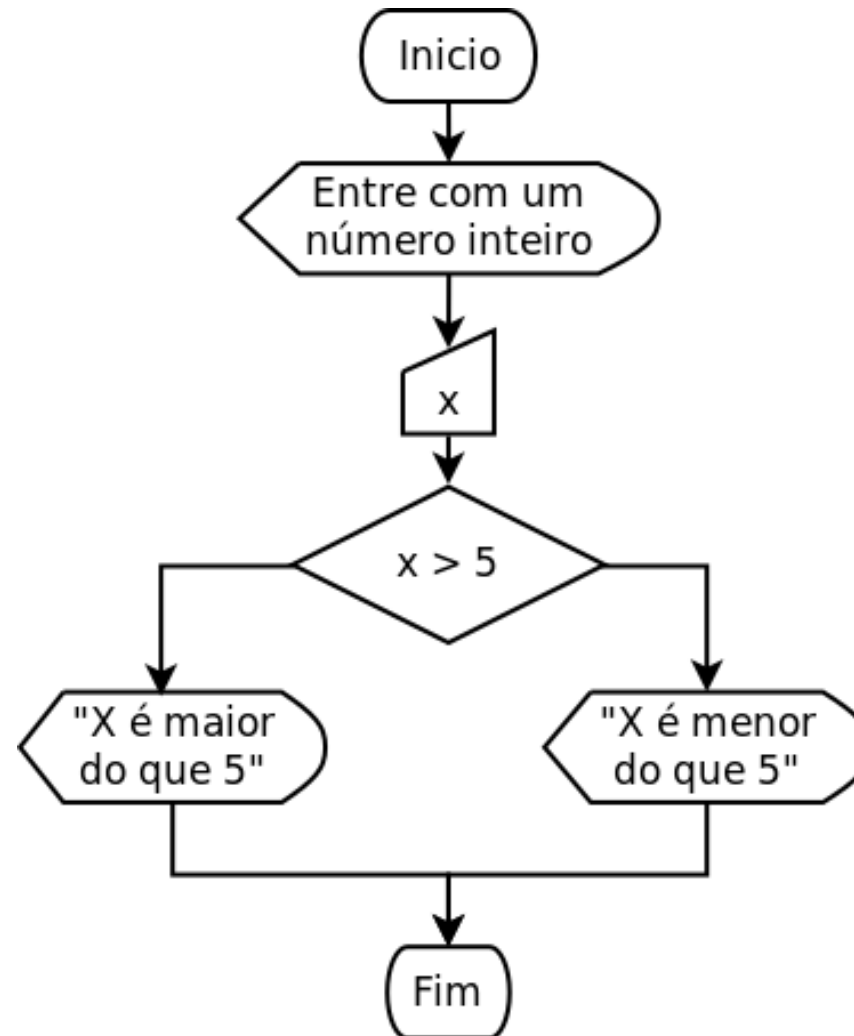 Inicio
Entre com um
número inteiro
x
x > 5
"X é maior
do que 5"
"X é menor
do que 5"
Fim